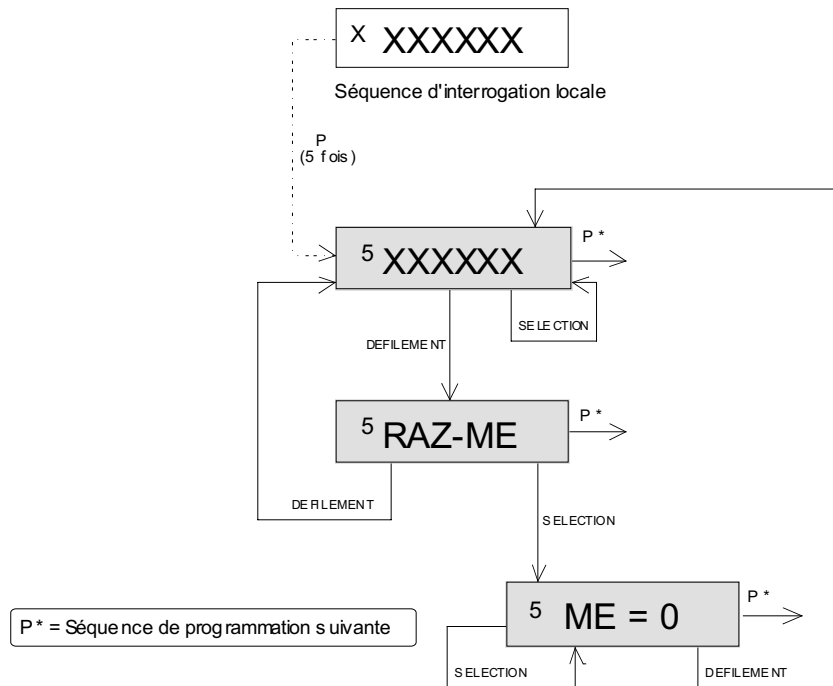 X XXXXXX
Séquence d'interrogation locale
P
(5 fois)
5 XXXXXX
P *
SELECTION
DEFILEMENT
5 RAZ-ME
P *
DEFILEMENT
SELECTION
5 ME = 0
P *
P * = Séquence de programmation suivante
SELECTION
DEFILEMENT